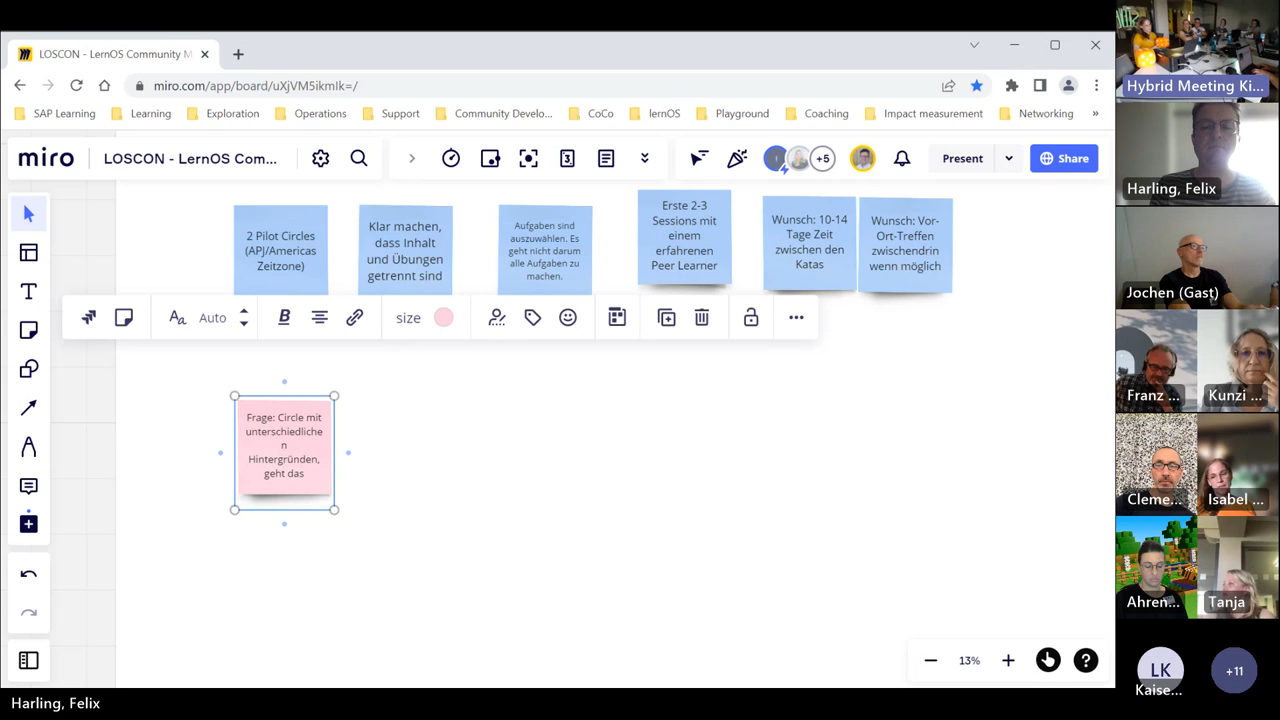 LOSCON - LernOS Community M
miro.com/app/board/uXjVM5ikmIk=/
SAP Learning
Learning
Exploration
Operations
Support
Community Develo...
CoCo
lernOS
Playground
Coaching
Impact measurement
Networking
»
miro
LOSCON - LernOS Com...
3
+5
Present
Share
2 Pilot Circles
(APJ/Americas
Zeitzone)
Klar machen,
dass Inhalt
und Übungen
getrennt sind
Aufgaben sind
auszuwählen. Es
geht nicht darum
alle Aufgaben zu
machen.
Erste 2-3
Sessions mit
einem
erfahrenen
Peer Learner
Wunsch: 10-14
Tage Zeit
zwischen den
Katas
Wunsch: Vor-
Ort-Treffen
zwischendrin
wenn möglich
Aa
Auto
B
size
Frage: Circle mit
unterschiedliche
n
Hintergründen,
geht das
13%
?
Hybrid Meeting Ki...
Harling, Felix
Jochen (Gast)
Franz ...
Kunzi ...
Cleme...
Isabel ...
Ahren...
Tanja
LK
Kaise...
+11
Harling, Felix